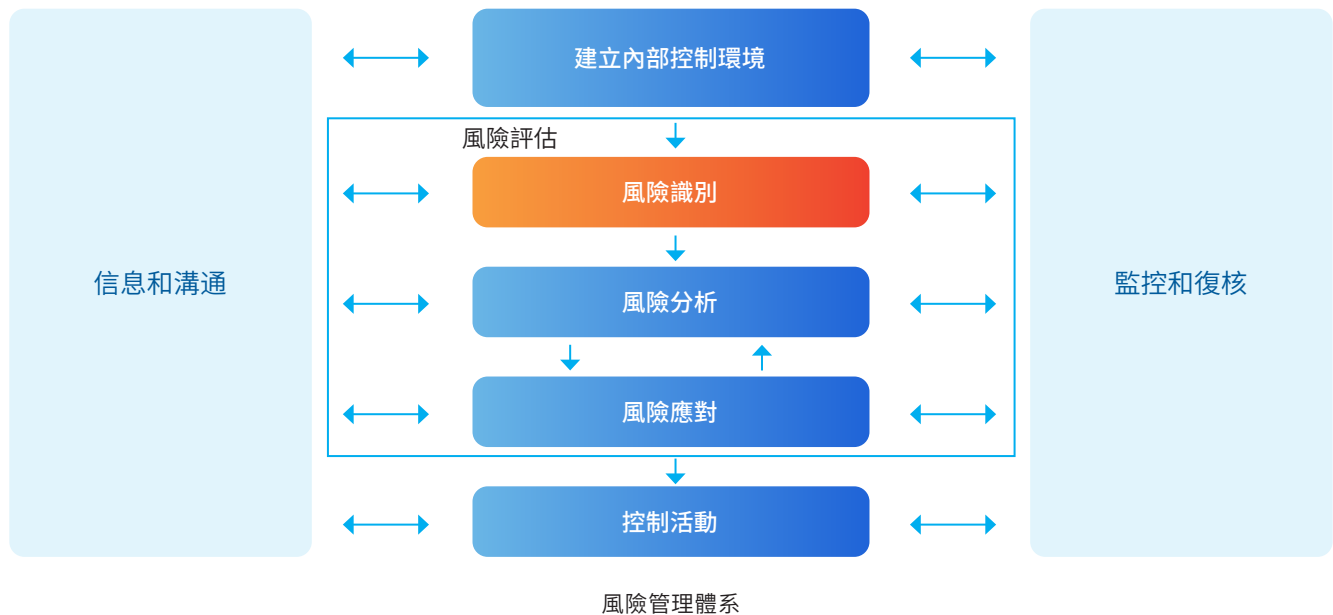 建立內部控制環境
風險評估
風險識別
信息和溝通
監控和復核
風險分析
風險應對
控制活動
風險管理體系